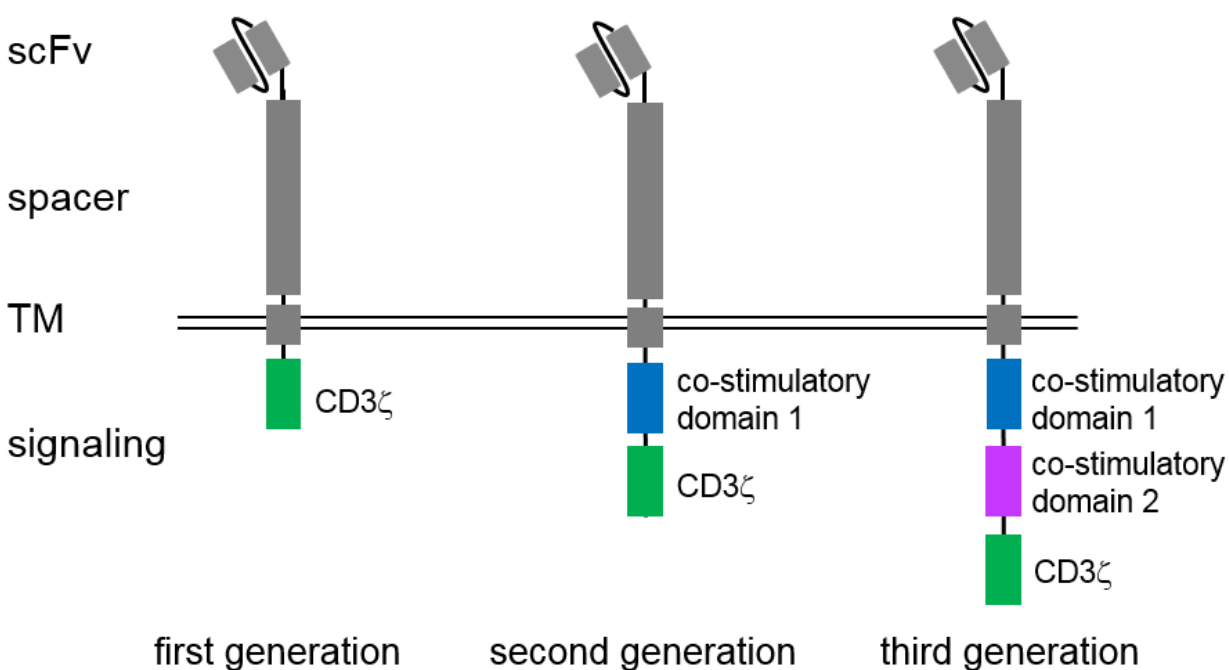 scFv
spacer
TM
CD3ζ
co-stimulatory
domain 1
co-stimulatory
domain 1
signaling
CD3ζ
co-stimulatory
domain 2
CD3ζ
first generation
second generation
third generation